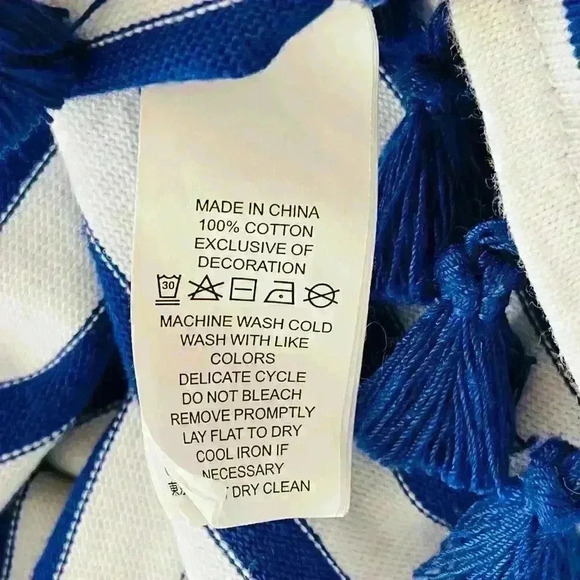 MADE IN CHINA
100% COTTON
EXCLUSIVE OF
DECORATION
30
MACHINE WASH COLD
WASH WITH LIKE
COLORS
DELICATE CYCLE
DO NOT BLEACH
REMOVE PROMPTLY
LAY FLAT TO DRY
COOL IRON IF
NECESSARY
東 DRY CLEAN